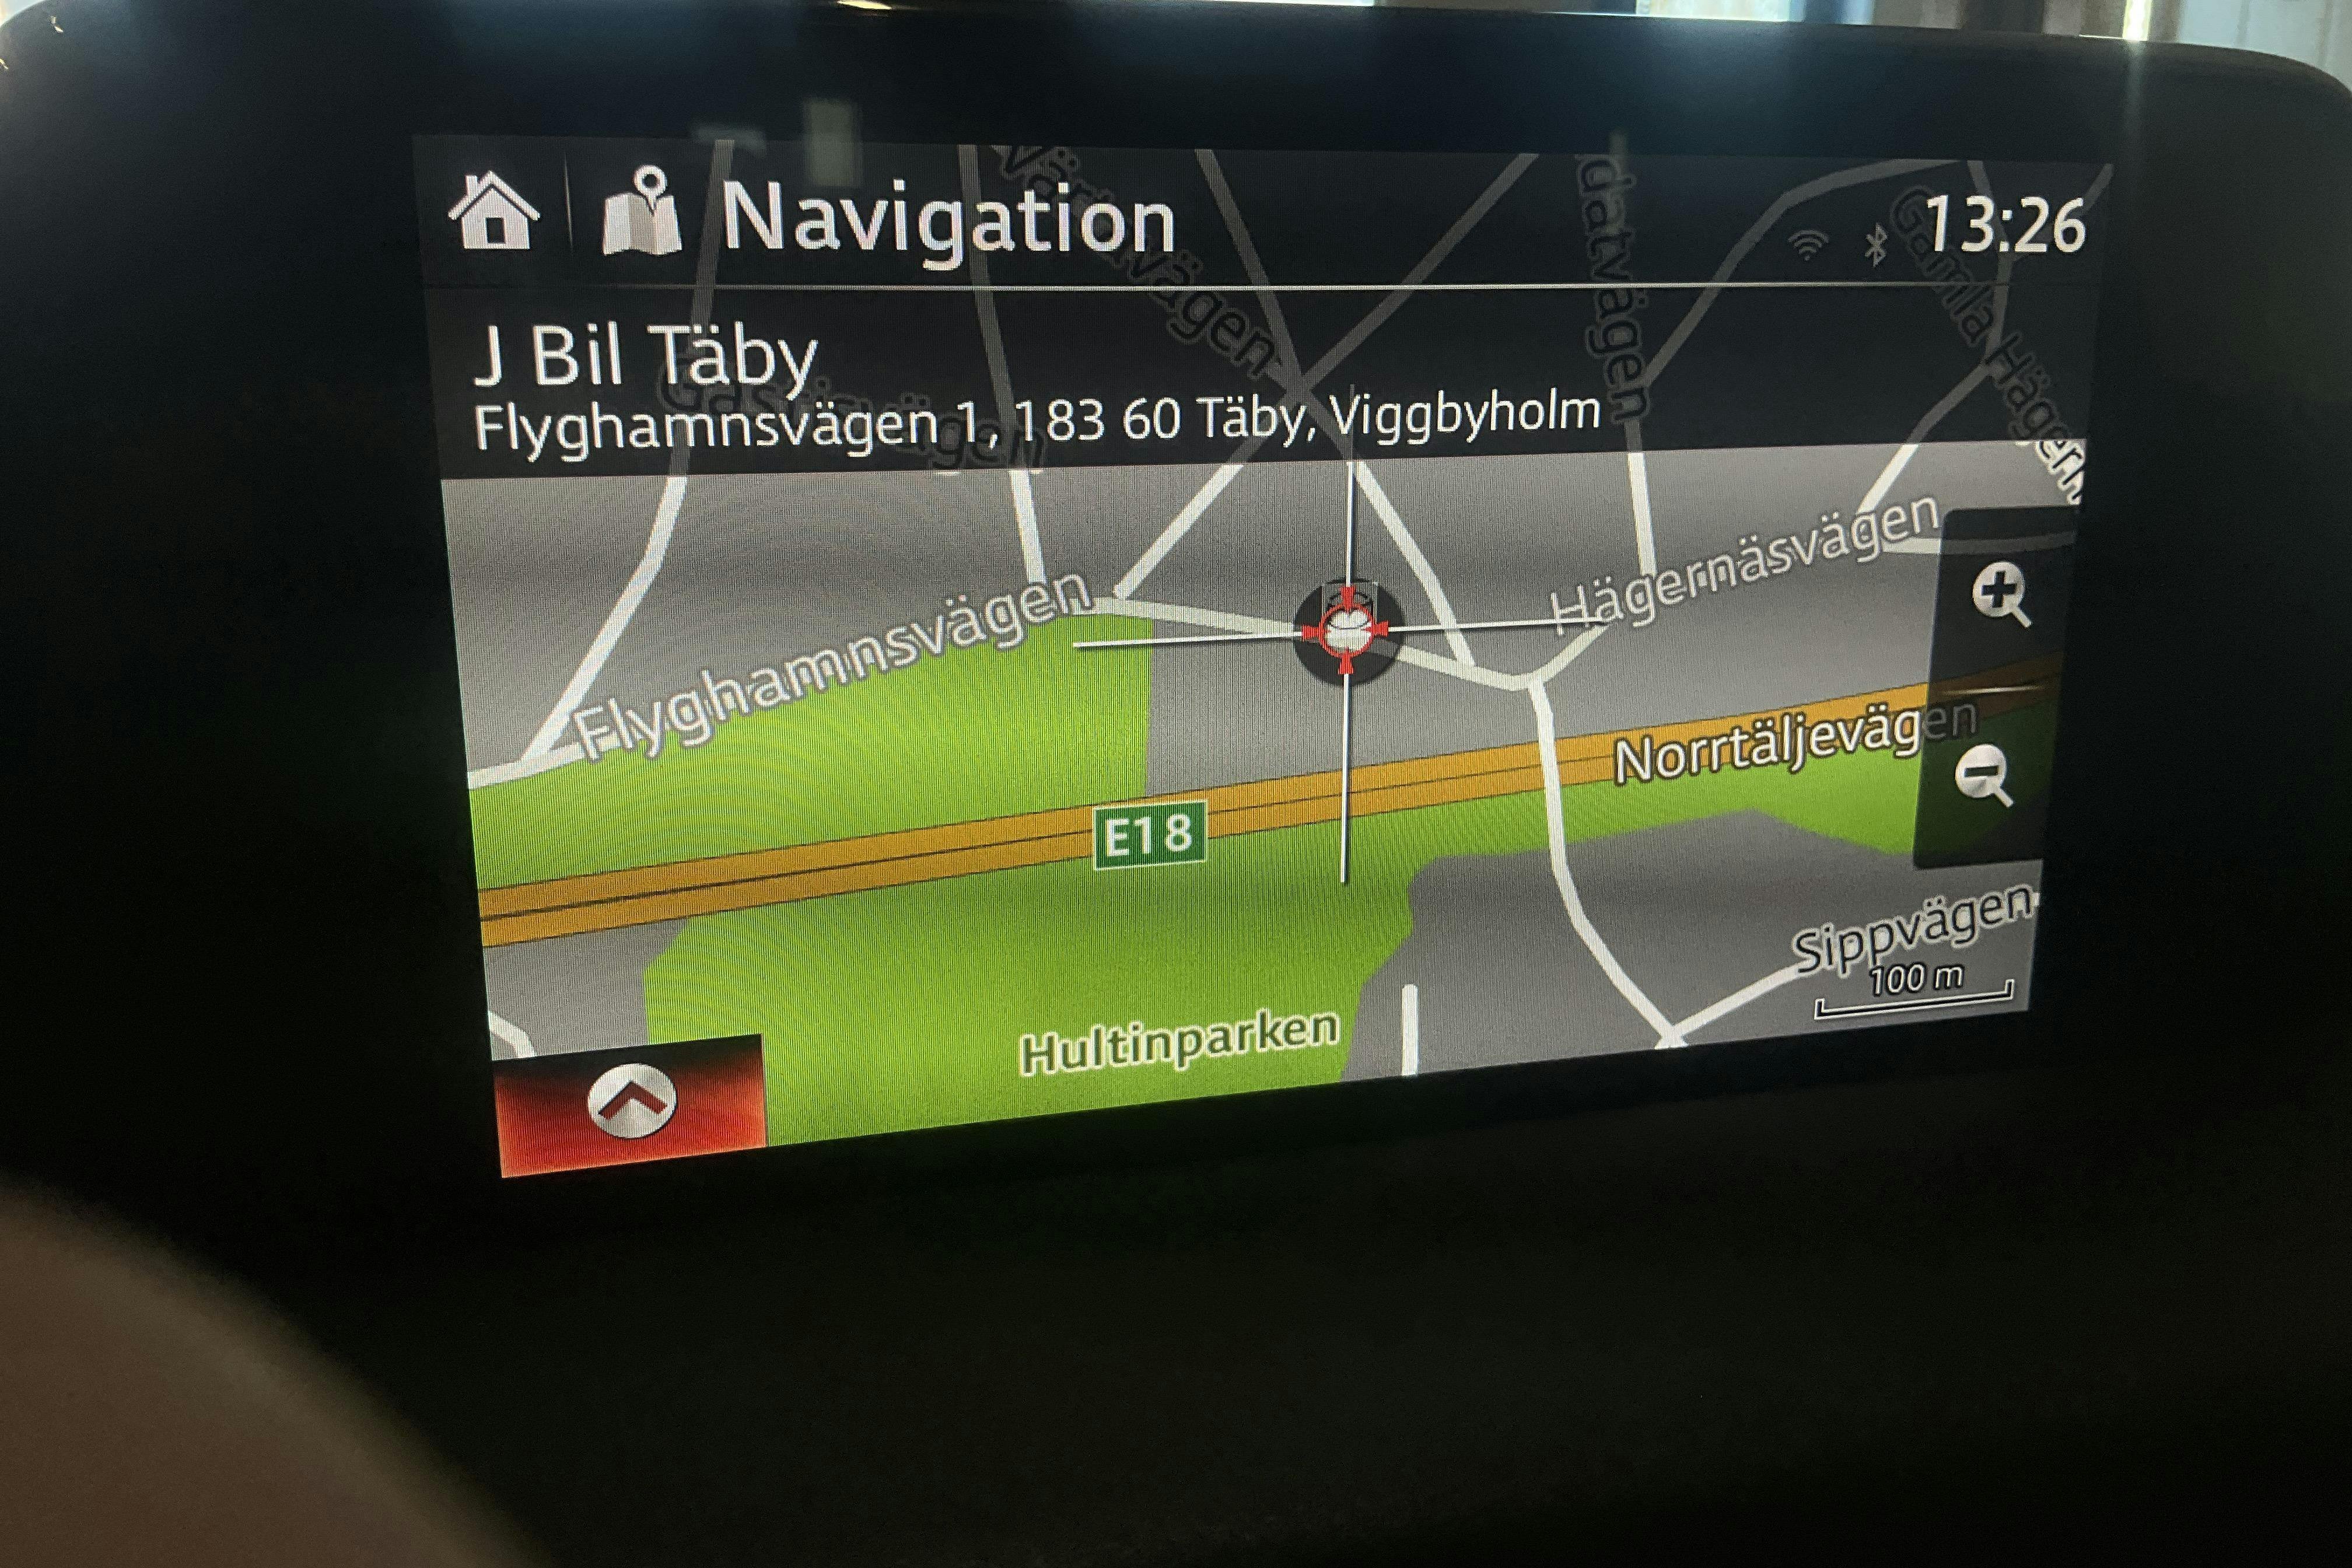 Navigation
13:26
J Bil Täby
Flyghamnsvägen 1, 183 60 Täby, Viggbyholm
Flyghamnsvägen
Hägernäsvägen
Norrtäljevägen
E18
Sippvägen
100 m
Hultinparken